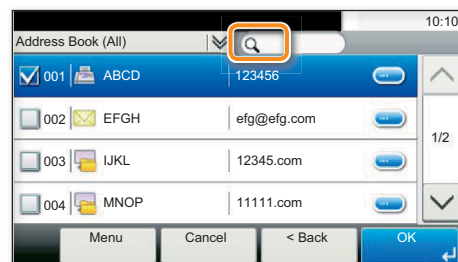 10:10
Address Book (All)
001 ABCD 123456
002 EFGH efg@efg.com
003 IJKL 12345.com
004 MNOP 11111.com
1/2
Menu Cancel < Back OK